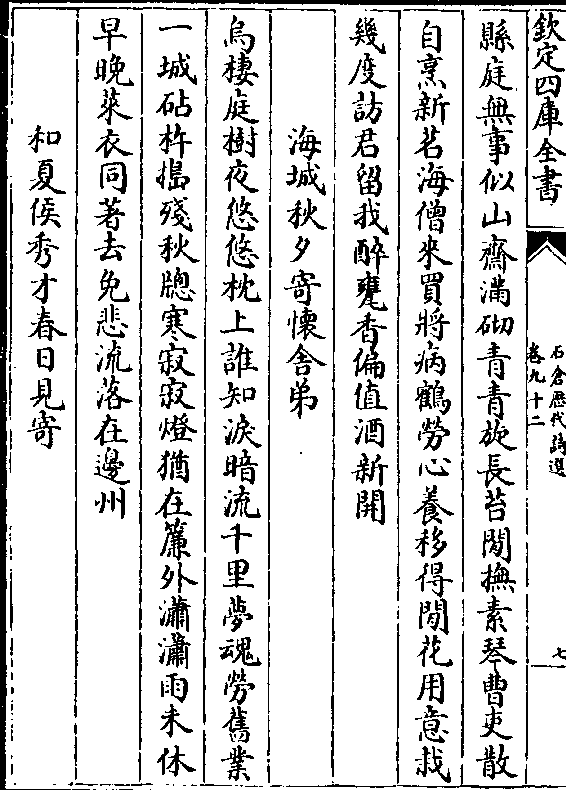 欽定四庫全書
石倉歷代詩選
卷九十二
七
縣庭無事似山齋滿砌青青旋長苔閒撫素琴曹吏散
自烹新茗海僧來買將病鶴勞心養移得閒花用意栽
幾度訪君留我醉甕香偏值酒新開
海城秋夕寄懷舍弟
烏棲庭樹夜悠悠枕上誰知淚暗流千里夢魂勞舊業
一城砧杵擣殘秋牕寒寂寂燈猶在簾外瀟瀟雨未休
早晚萊衣同著去免悲流落在邊州
和夏侯秀才春日見寄